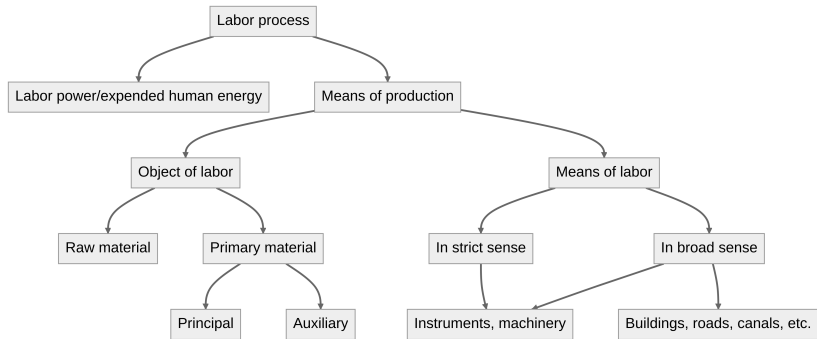 Labor process
Labor power/expended human energy
Means of production
Object of labor
Means of labor
Raw material
Primary material
In strict sense
In broad sense
Principal
Auxiliary
Instruments, machinery
Buildings, roads, canals, etc.